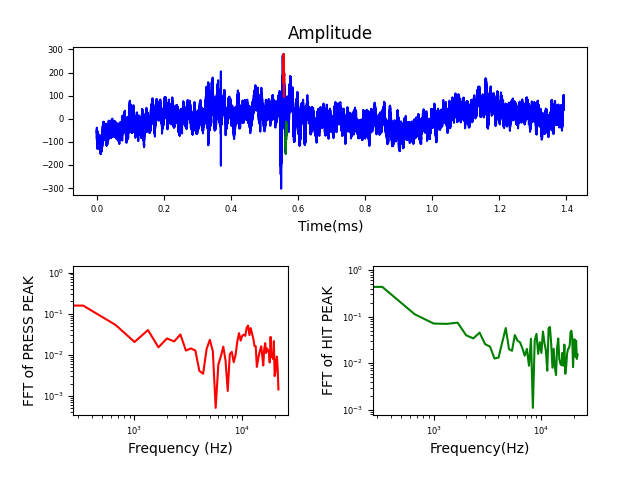 Amplitude
300
200
100
0
−100
−200
−300
0.0 0.2 0.4 0.6 0.8 1.0 1.2 1.4
Time(ms)
FFT of PRESS PEAK
10⁰
10⁻¹
10⁻²
10⁻³
10³ 10⁴
Frequency (Hz)
FFT of HIT PEAK
10⁰
10⁻¹
10⁻²
10⁻³
10³ 10⁴
Frequency(Hz)